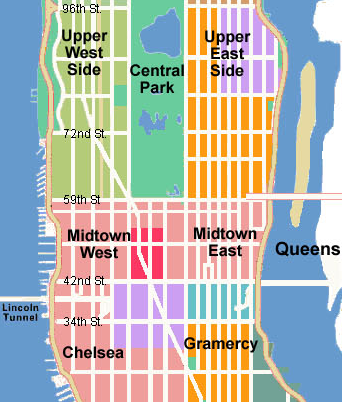 96th St.
Upper
West
Side
Upper
East
Side
Central
Park
72nd St.
59th St.
Midtown
West
Midtown
East
Queens
42nd St.
Lincoln
Tunnel
34th St.
Chelsea
Gramercy